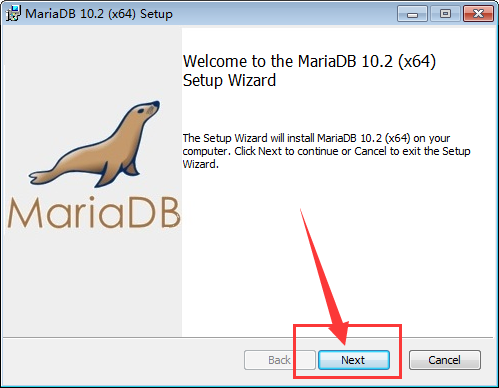 MariaDB 10.2 (x64) Setup
Welcome to the MariaDB 10.2 (x64)
Setup Wizard
The Setup Wizard will install MariaDB 10.2 (x64) on your
computer. Click Next to continue or Cancel to exit the Setup
Wizard.
MariaDB
Back
Next
Cancel